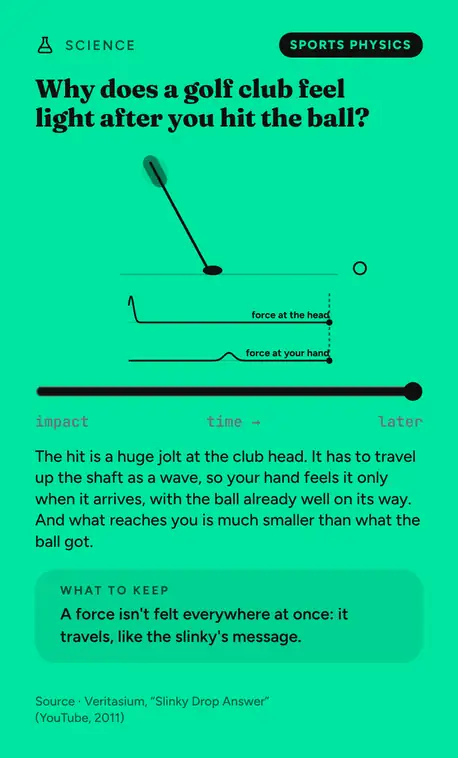 SCIENCE
SPORTS PHYSICS
Why does a golf club feel
light after you hit the ball?
force at the head
force at your hand
impact
time →
later
The hit is a huge jolt at the club head. It has to travel
up the shaft as a wave, so your hand feels it only
when it arrives, with the ball already well on its way.
And what reaches you is much smaller than what the
ball got.
WHAT TO KEEP
A force isn't felt everywhere at once: it
travels, like the slinky's message.
Source · Veritasium, “Slinky Drop Answer”
(YouTube, 2011)